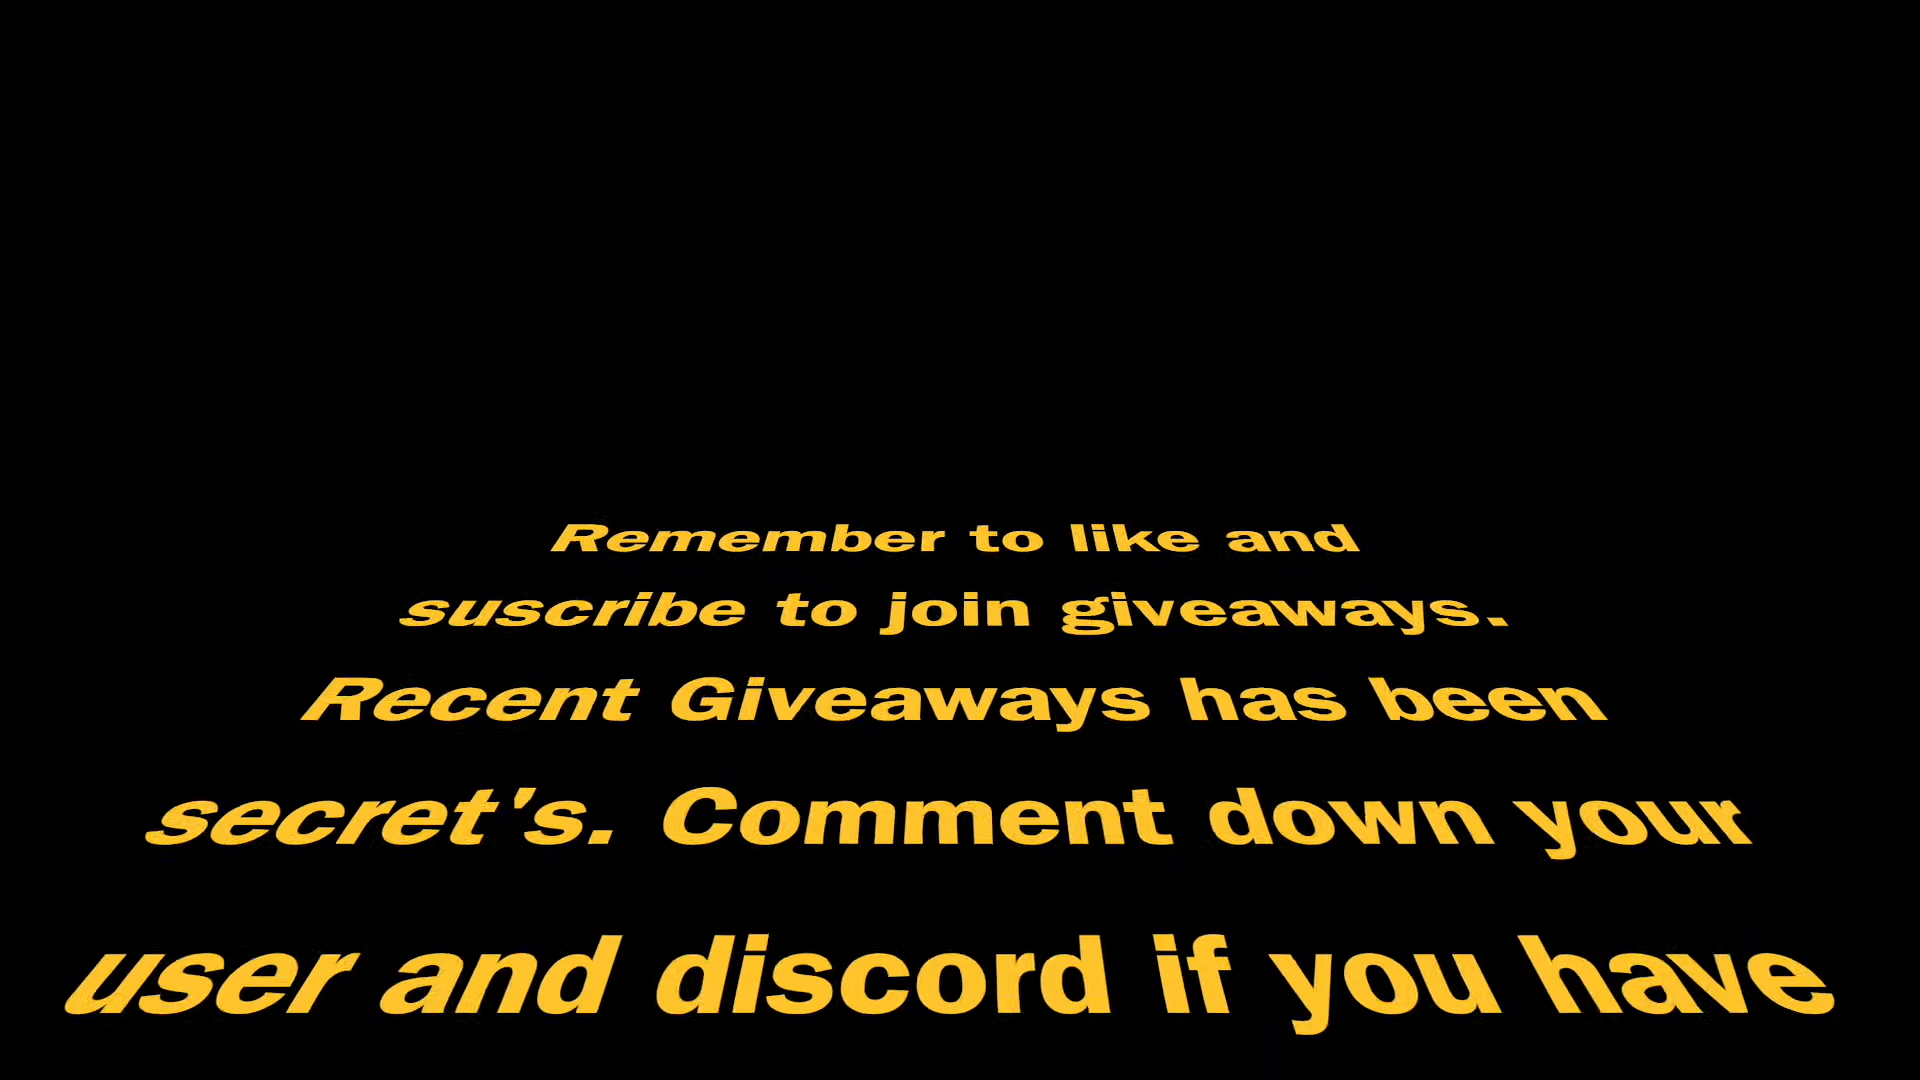 Remember to like and
suscribe to join giveaways.
Recent Giveaways has been
secret's. Comment down your
user and discord if you have